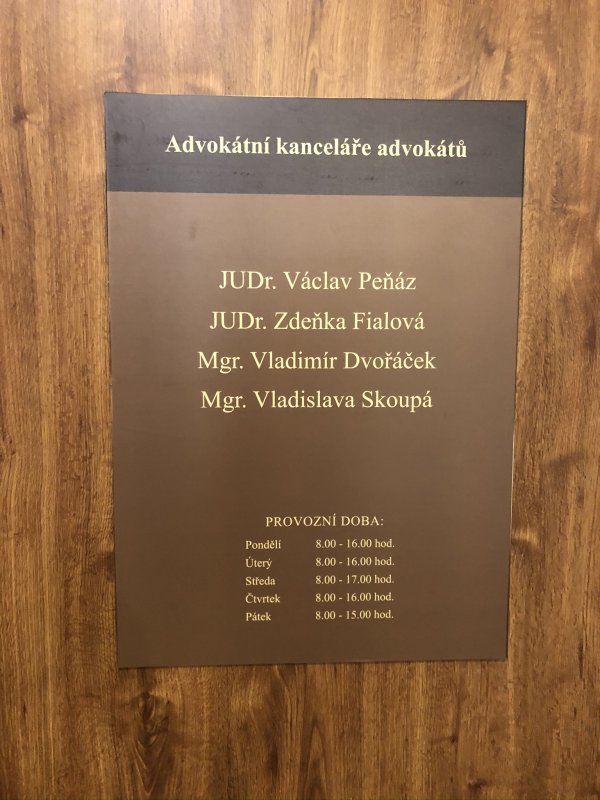 Advokátní kanceláře advokátů
JUDr. Václav Peňáz
JUDr. Zdeňka Fialová
Mgr. Vladimír Dvořáček
Mgr. Vladislava Skoupá
PROVOZNÍ DOBA:
Pondělí 8.00 - 16.00 hod.
Úterý 8.00 - 16.00 hod.
Středa 8.00 - 17.00 hod.
Čtvrtek 8.00 - 16.00 hod.
Pátek 8.00 - 15.00 hod.